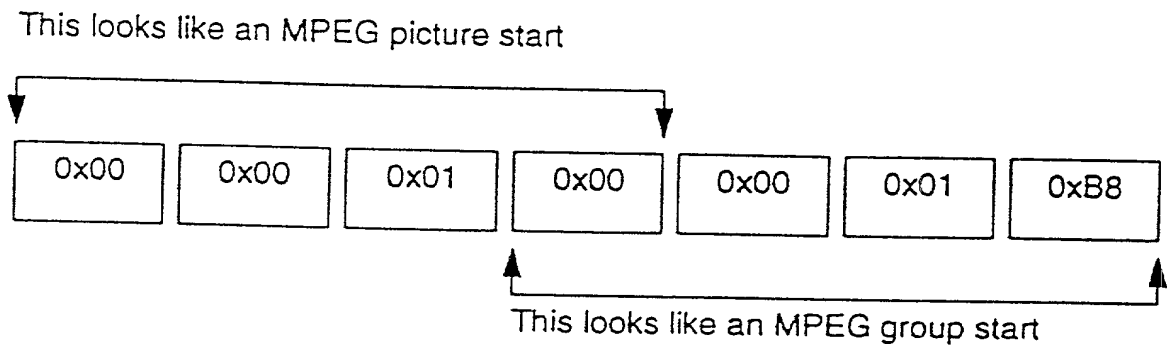 This looks like an MPEG picture start
0x00 0x00 0x01 0x00 0x00 0x01 0xB8
This looks like an MPEG group start